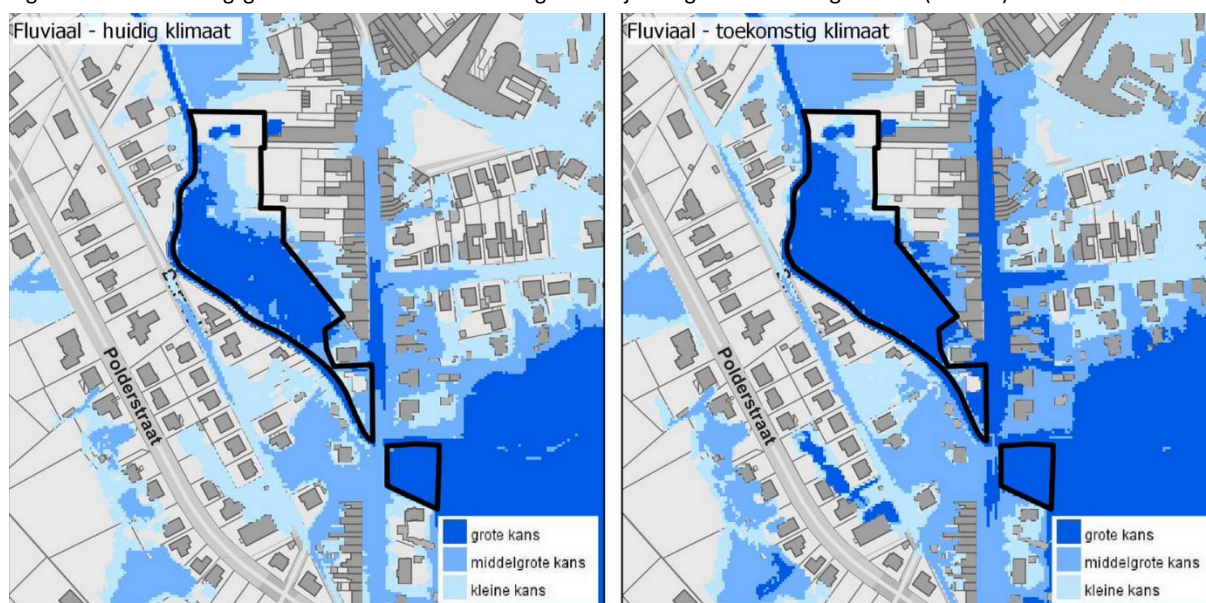 Fluviaal - huidig klimaat
Polderstraat
grote kans
middelgrote kans
kleine kans
Fluviaal - toekomstig klimaat
Polderstraat
grote kans
middelgrote kans
kleine kans